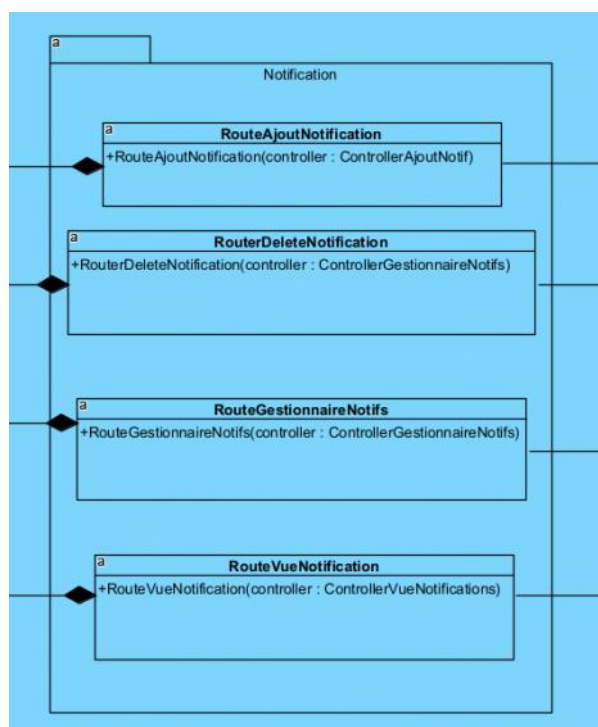 a
Notification
a
RouteAjoutNotification
+RouteAjoutNotification(controller : ControllerAjoutNotif)
a
RouterDeleteNotification
+RouterDeleteNotification(controller : ControllerGestionnaireNotifs)
a
RouteGestionnaireNotifs
+RouteGestionnaireNotifs(controller : ControllerGestionnaireNotifs)
a
RouteVueNotification
+RouteVueNotification(controller : ControllerVueNotifications)